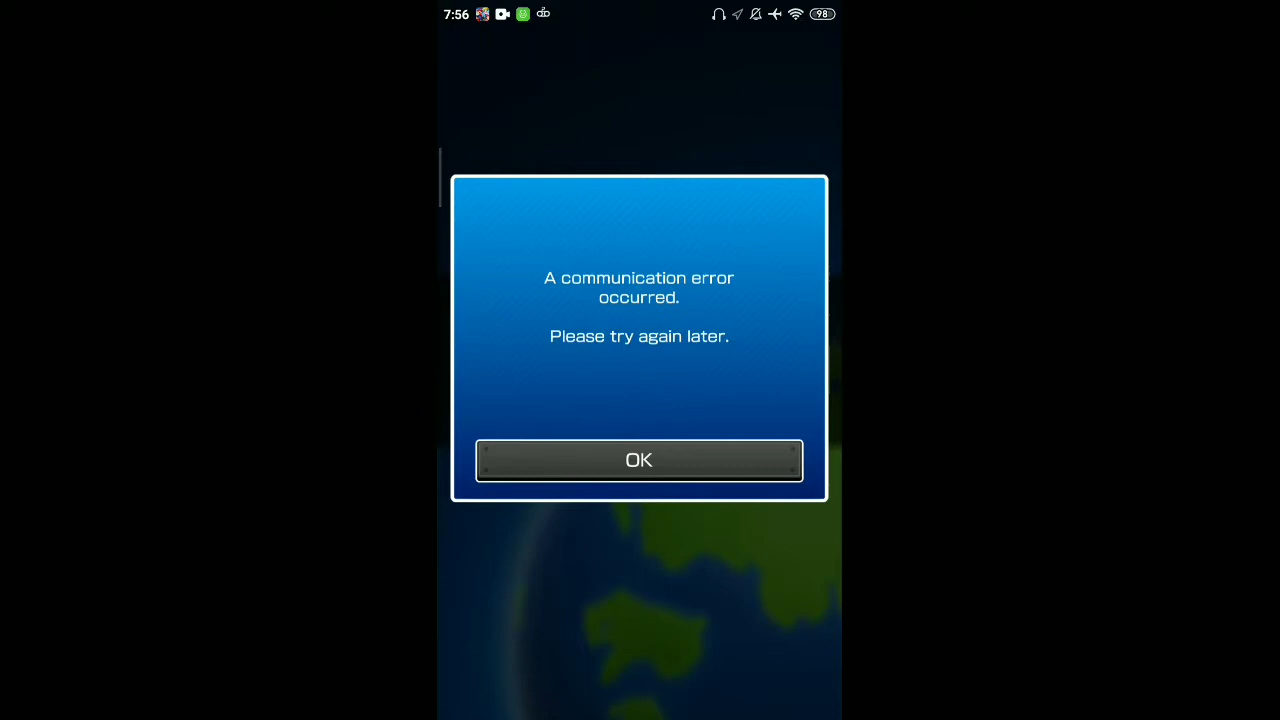 7:56 98
A communication error
occurred.
Please try again later.
OK